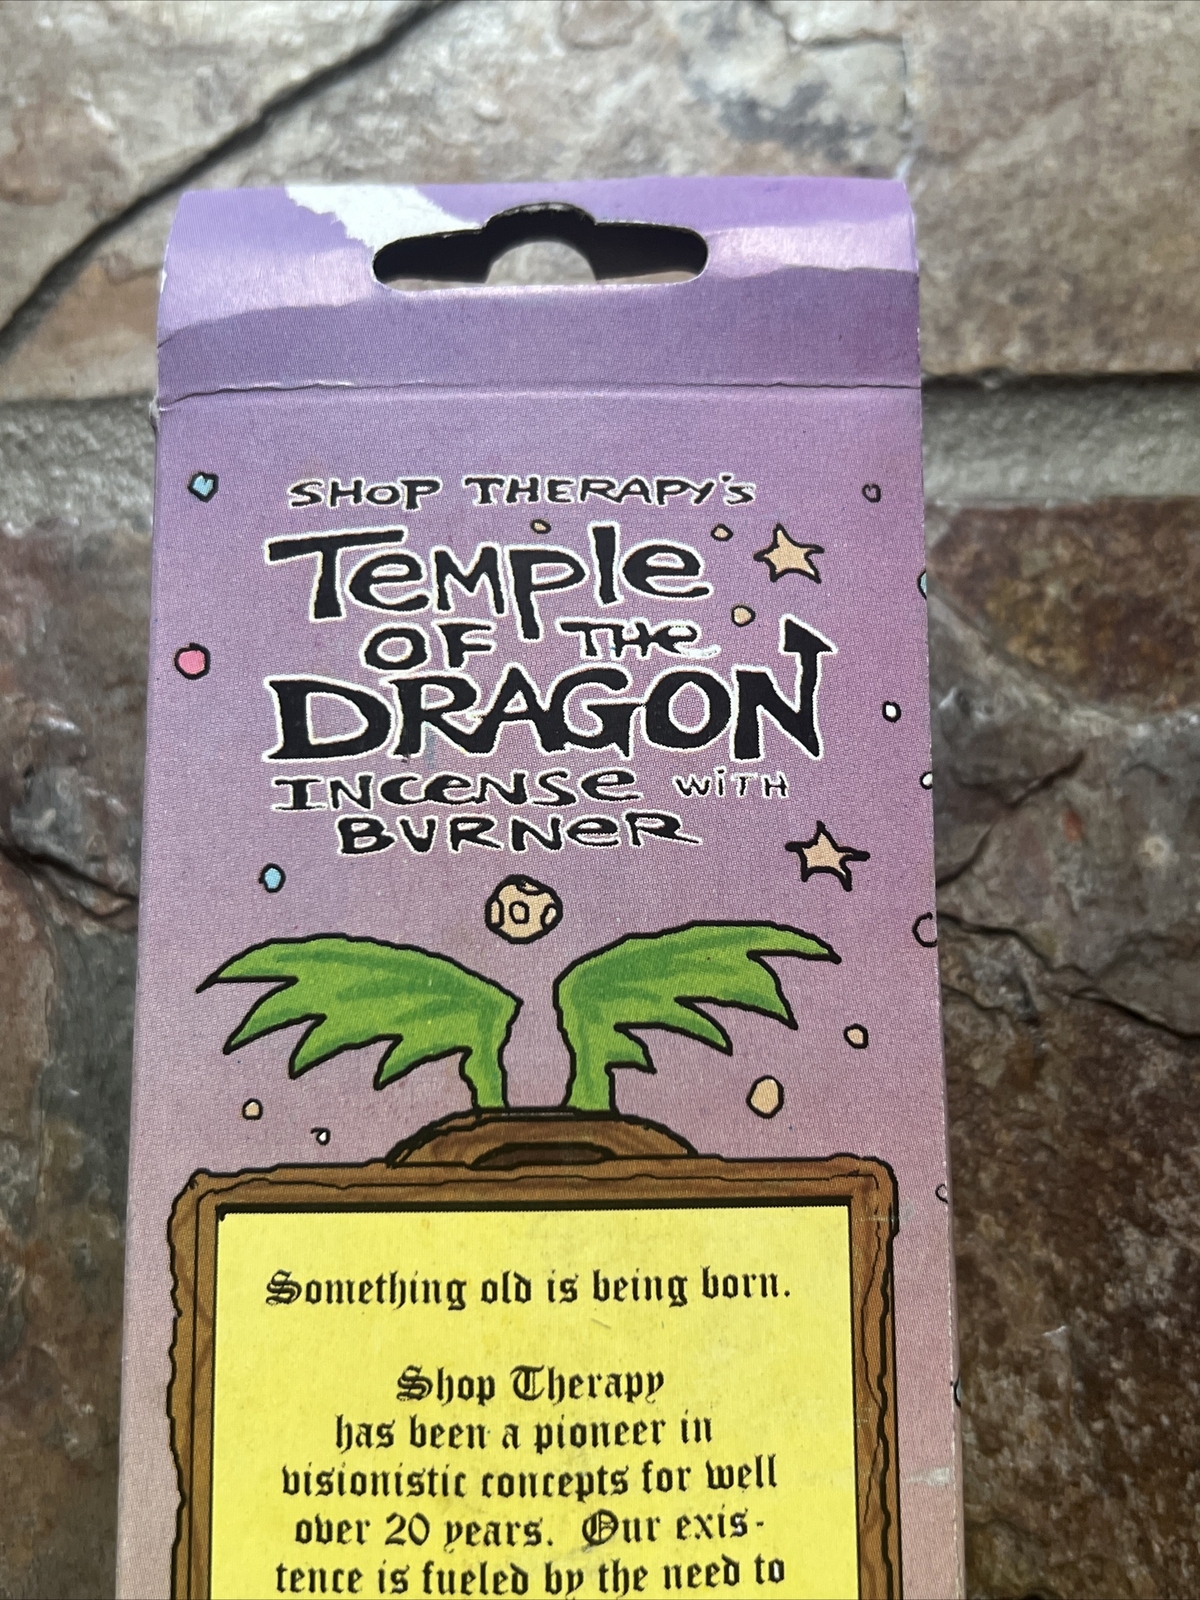 SHOP THERAPY'S
TEMPLE
OF THE
DRAGON
INCENSE WITH
BURNER
Something old is being born.
Shop Therapy
has been a pioneer in
visionistic concepts for well
over 20 years. Our exis-
tence is fueled by the need to